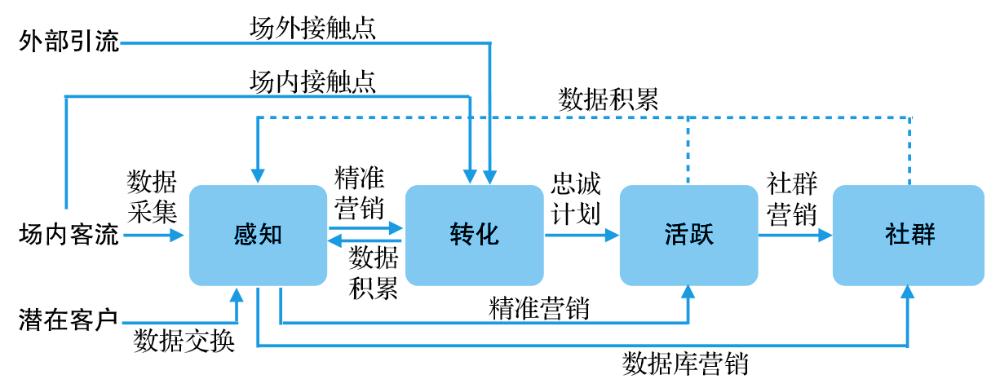 场外接触点
外部引流
场内接触点
数据积累
数据
采集
精准
营销
忠诚
计划
社群
营销
场内客流
感知
转化
活跃
社群
数据
积累
潜在客户
数据交换
精准营销
数据库营销